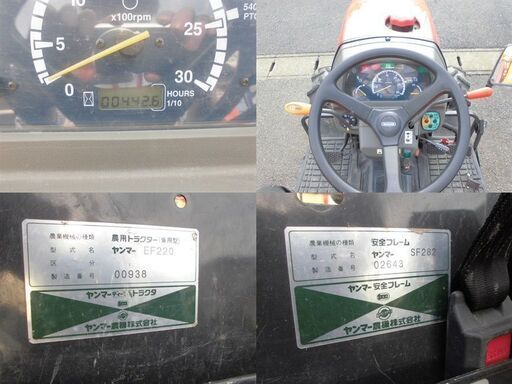 x100rpm
540
PTO
5
0
25
30
000442.6
HOURS
1/10
農業機械の種類 農用トラクター(乗用型)
型式名 ヤンマー EF220
区分
製造番号 00938
ヤンマーディーゼルトラクタ
ヤンマー農機株式会社
農業機械の種類 安全フレーム
型式名 ヤンマー SF282
製造番号 02643
ヤンマー安全フレーム
ヤンマー農機株式会社